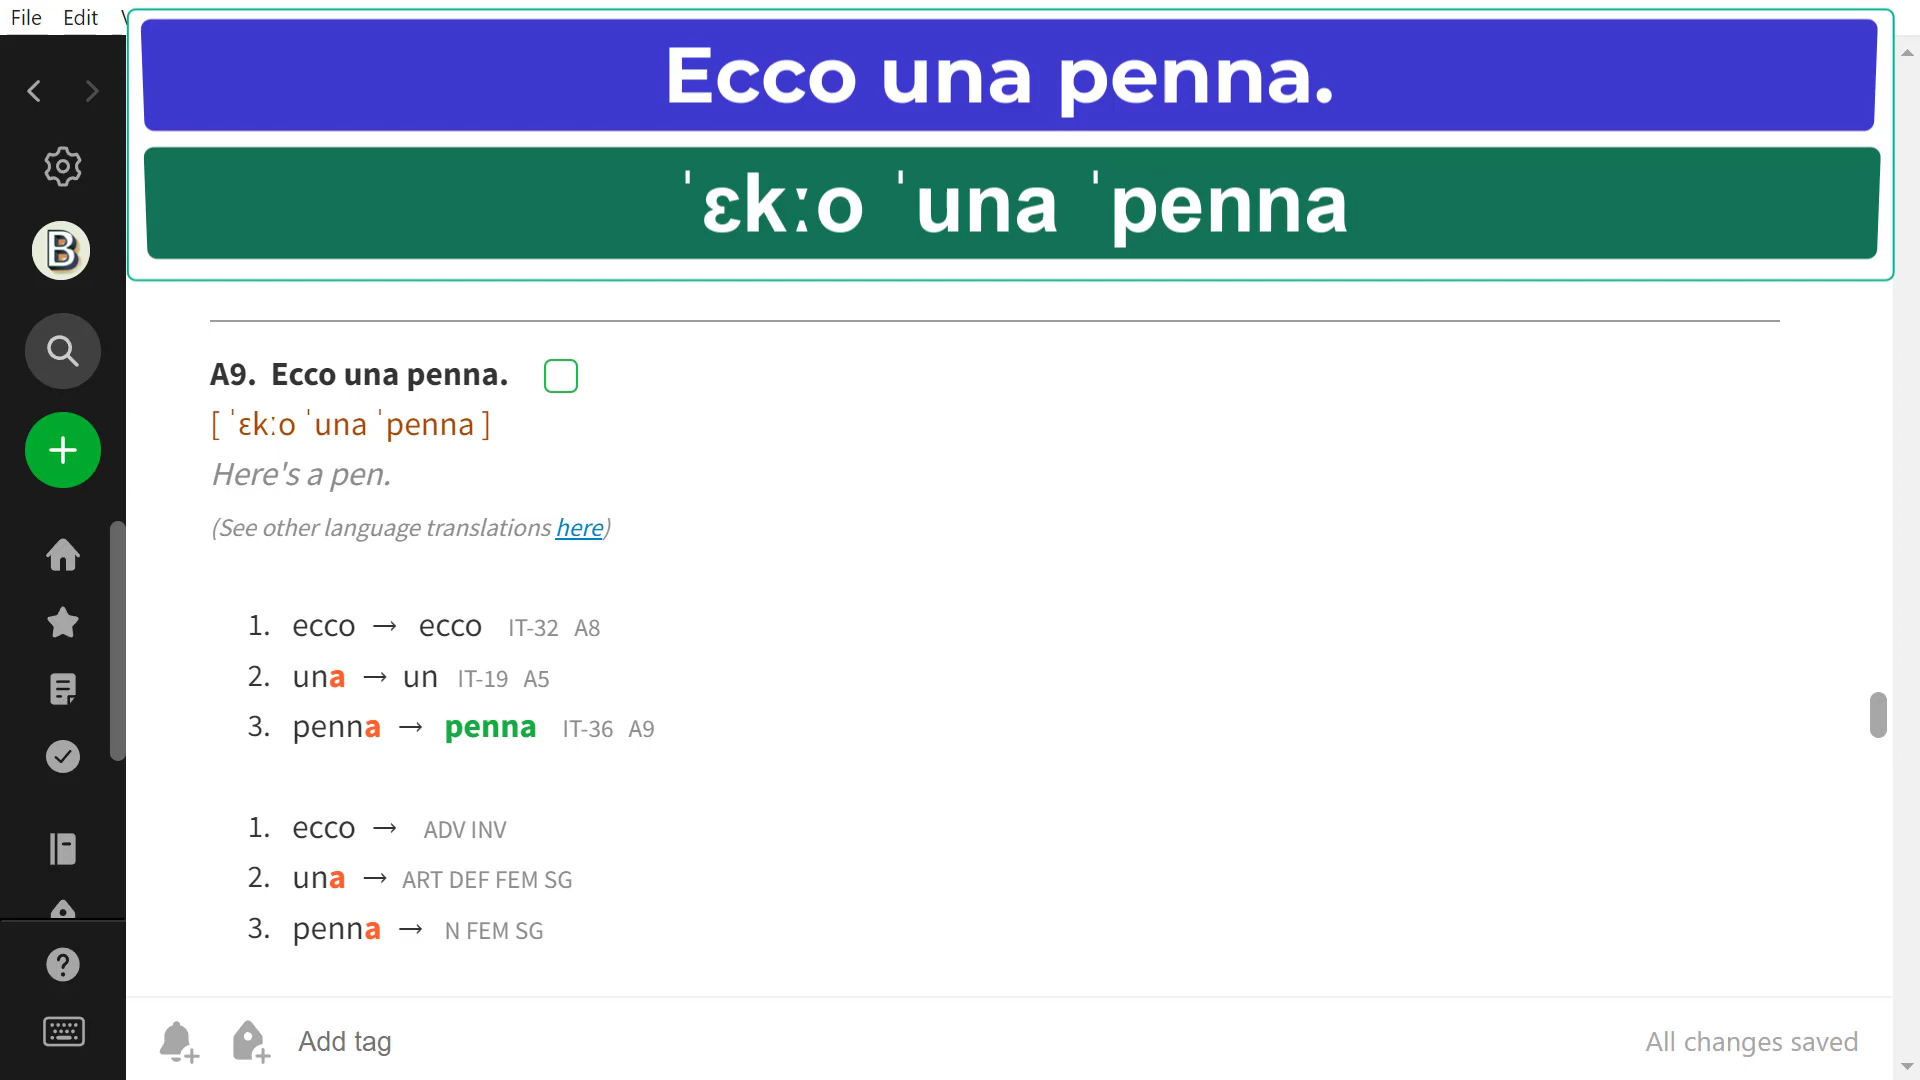 File Edit
Ecco una penna.
ˈɛkːo ˈuna ˈpenna
A9. Ecco una penna.
[ ˈɛkːo ˈuna ˈpenna ]
Here's a pen.
(See other language translations here)
1. ecco → ecco IT-32 A8
2. una → un IT-19 A5
3. penna → penna IT-36 A9
1. ecco → ADV INV
2. una → ART DEF FEM SG
3. penna → N FEM SG
B
Add tag
All changes saved